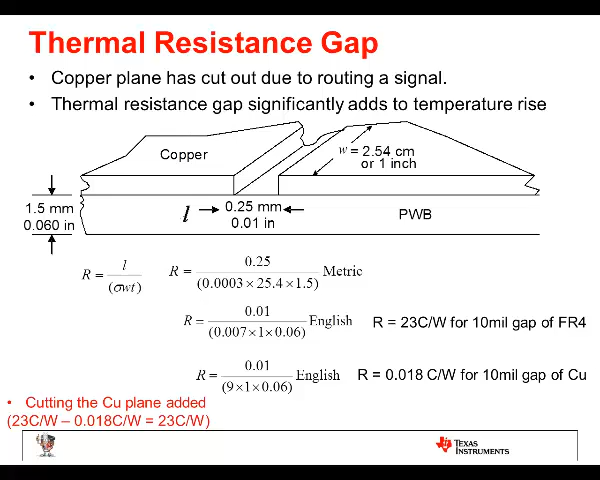 Thermal Resistance Gap
• Copper plane has cut out due to routing a signal.
• Thermal resistance gap significantly adds to temperature rise
Copper
w = 2.54 cm
or 1 inch
1.5 mm
0.060 in
l
0.25 mm
0.01 in
PWB
R = l / (σwt)
R = 0.25 / (0.0003 × 25.4 × 1.5) Metric
R = 0.01 / (0.007 × 1 × 0.06) English
R = 23C/W for 10mil gap of FR4
R = 0.01 / (9 × 1 × 0.06) English
R = 0.018 C/W for 10mil gap of Cu
• Cutting the Cu plane added
(23C/W – 0.018C/W = 23C/W)
TEXAS
INSTRUMENTS